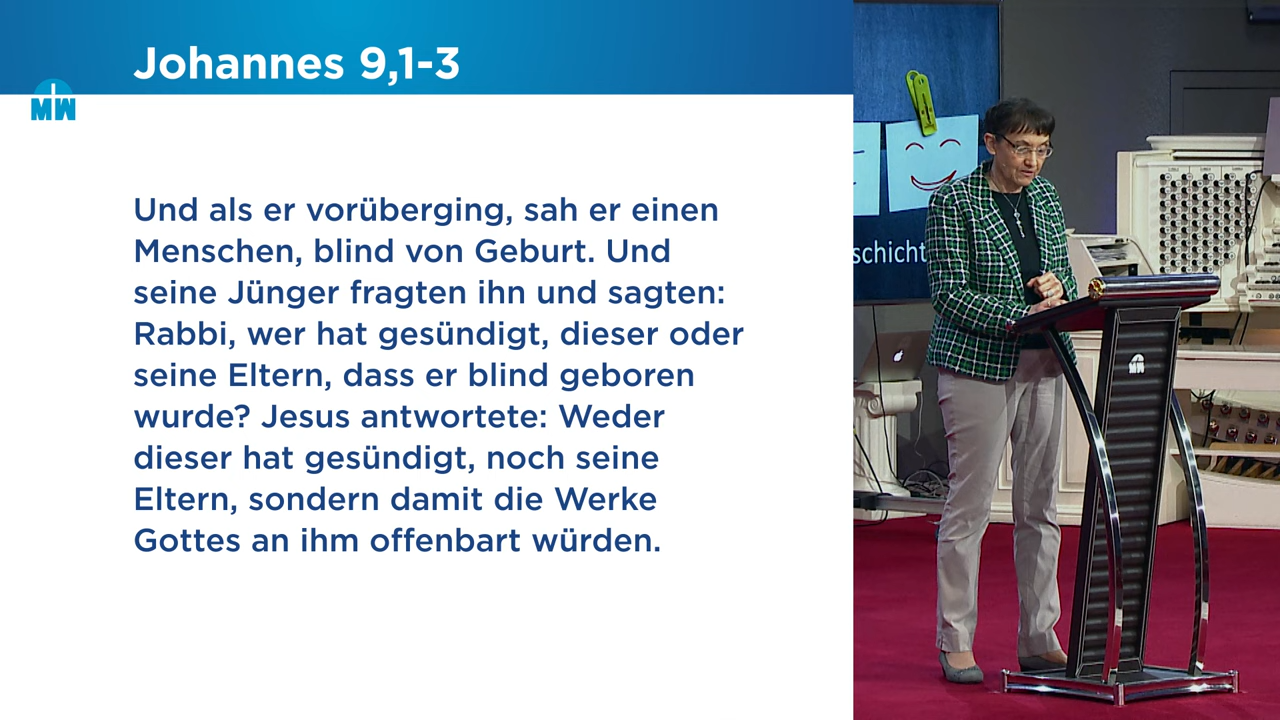 Johannes 9,1-3
MW
Und als er vorüberging, sah er einen
Menschen, blind von Geburt. Und
seine Jünger fragten ihn und sagten:
Rabbi, wer hat gesündigt, dieser oder
seine Eltern, dass er blind geboren
wurde? Jesus antwortete: Weder
dieser hat gesündigt, noch seine
Eltern, sondern damit die Werke
Gottes an ihm offenbart würden.
schicht
MW